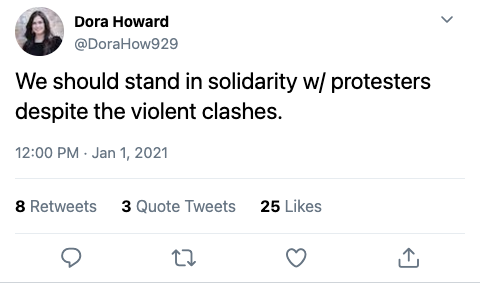 Dora Howard
@DoraHow929
We should stand in solidarity w/ protesters
despite the violent clashes.
12:00 PM · Jan 1, 2021
8 Retweets 3 Quote Tweets 25 Likes